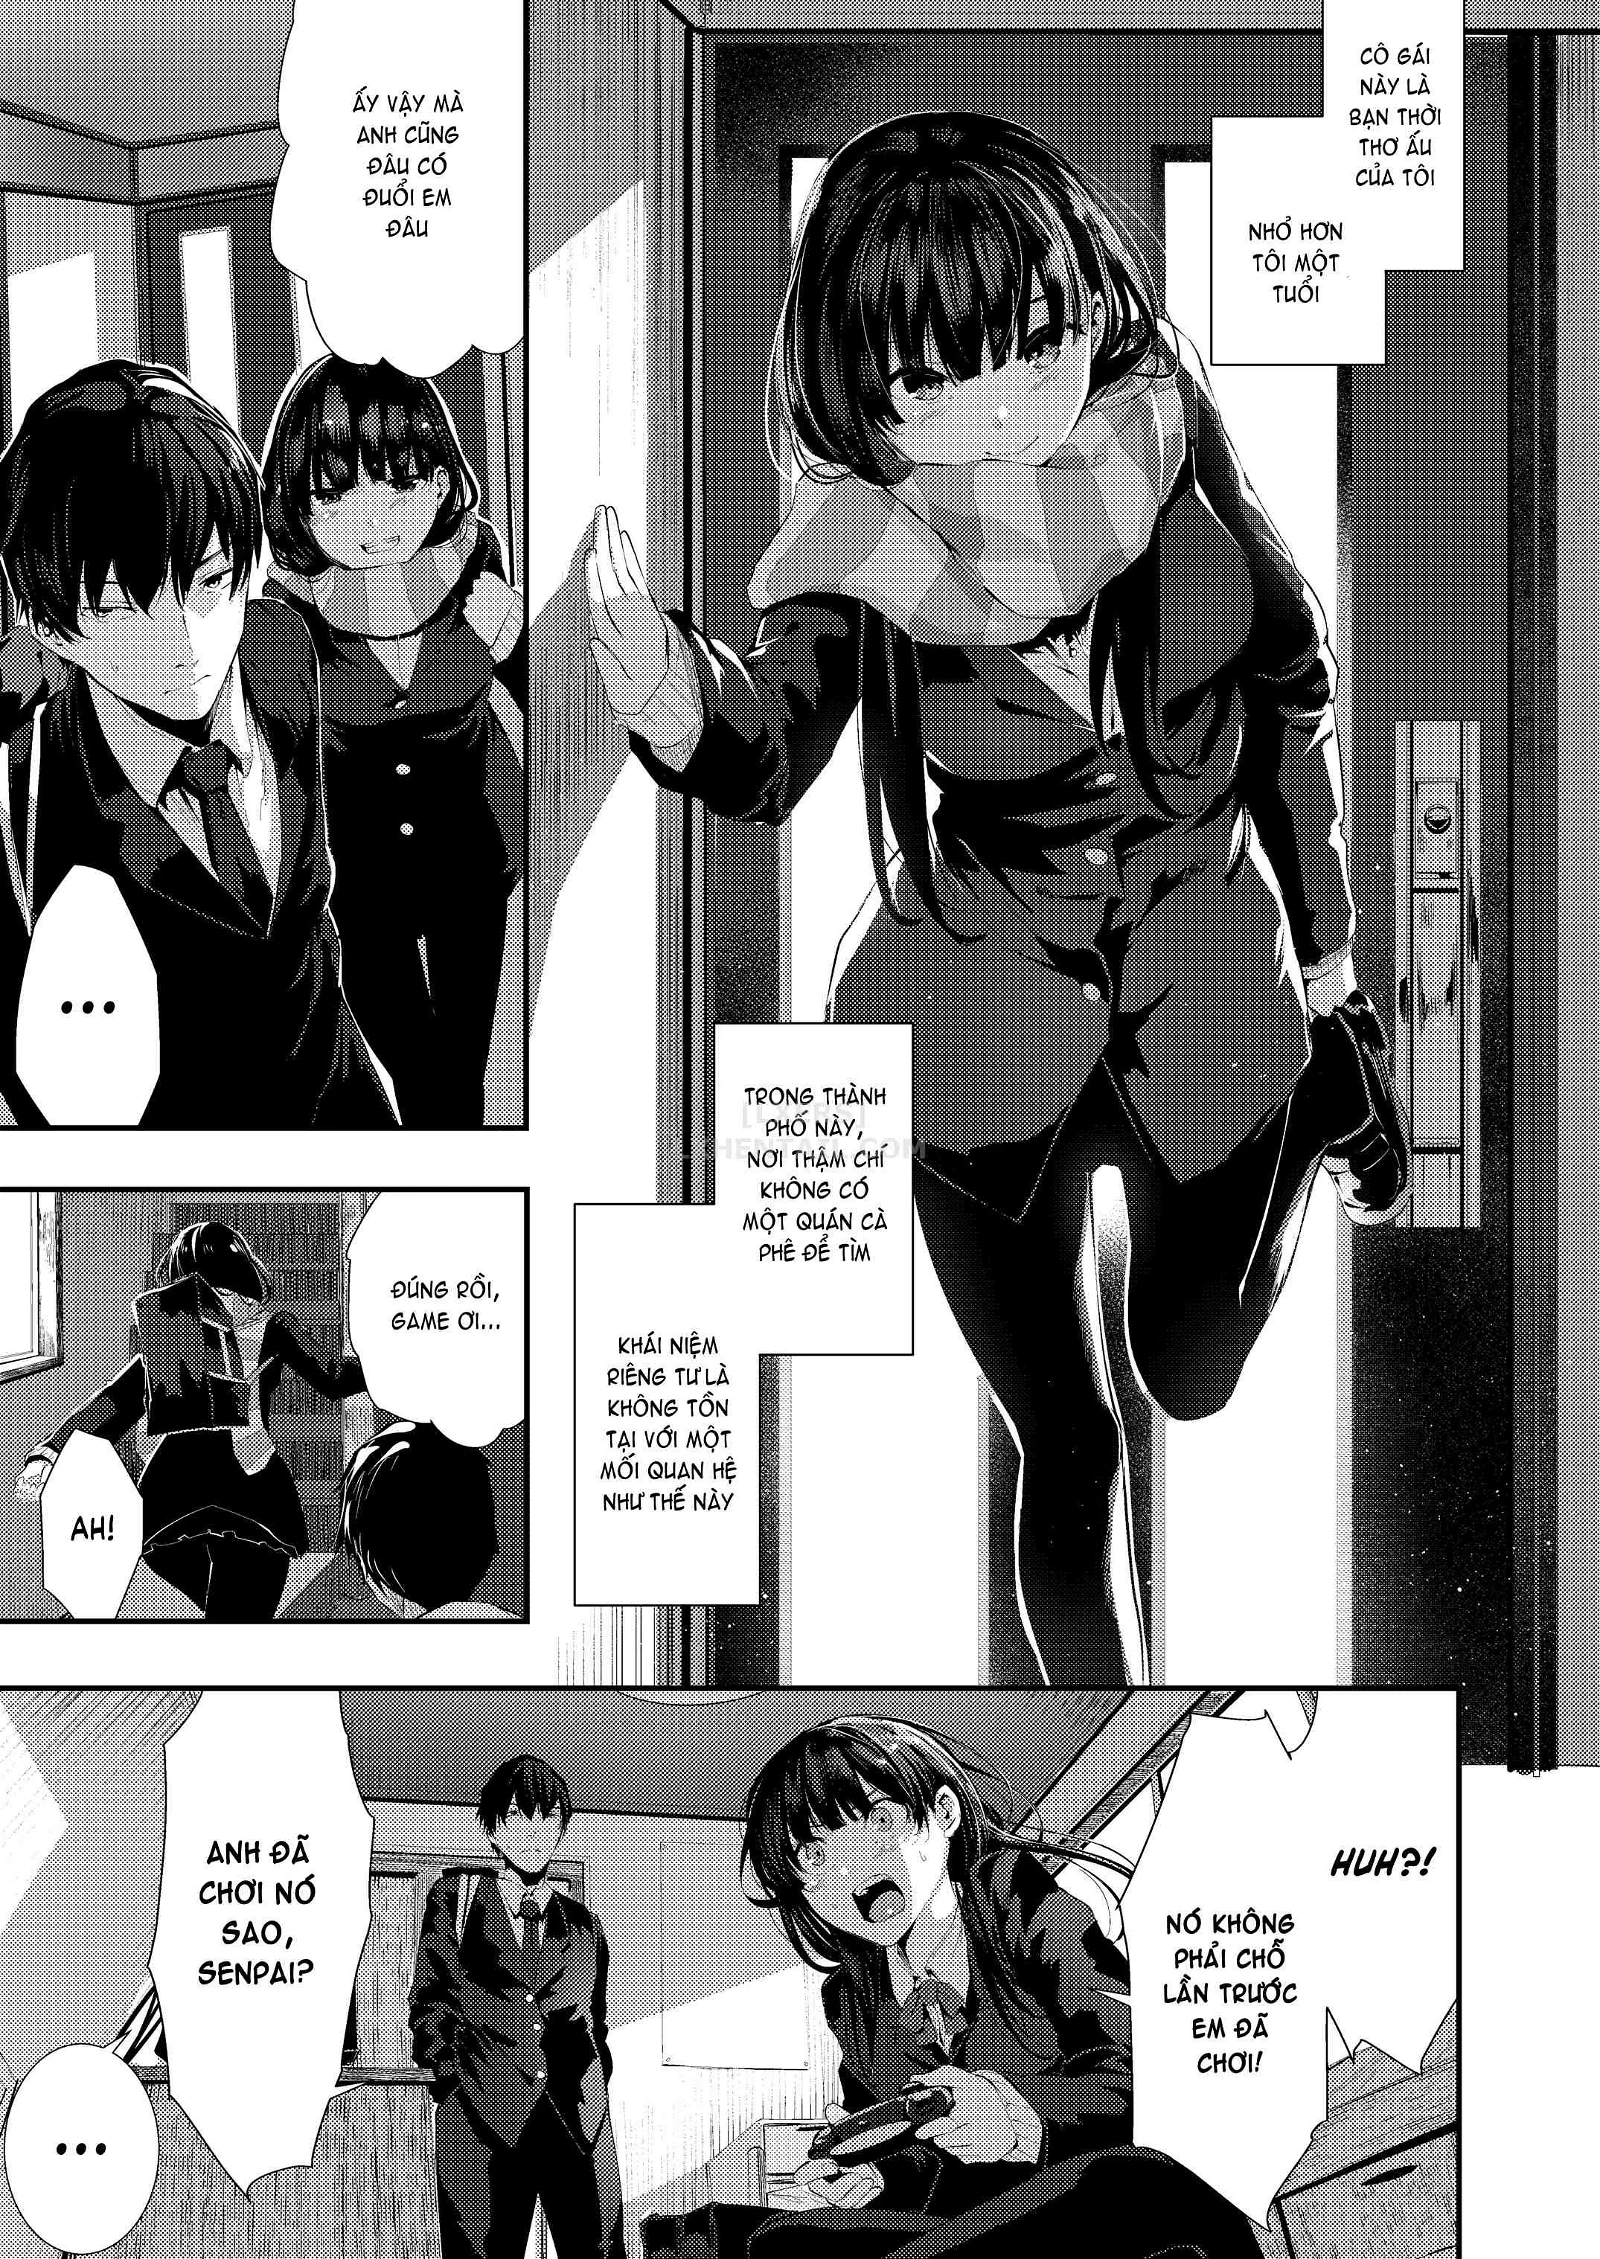 CÔ GÁI
NÀY LÀ
BẠN THỜI
THƠ ẤU
CỦA TÔI
NHỎ HƠN
TÔI MỘT
TUỔI
TRONG THÀNH
PHỐ NÀY,
NƠI THẬM CHÍ
KHÔNG CÓ
MỘT QUÁN CÀ
PHÊ ĐỂ TÌM
KHÁI NIỆM
RIÊNG TƯ LÀ
KHÔNG TỒN
TẠI VỚI MỘT
MỐI QUAN HỆ
NHƯ THẾ NÀY
ẤY VẬY MÀ
ANH CŨNG
ĐÂU CÓ
ĐUỔI EM
ĐÂU
...
ĐÚNG RỒI,
GAME ƠI...
AH!
HUH?!
NÓ KHÔNG
PHẢI CHỖ
LẦN TRƯỚC
EM ĐÃ
CHƠI!
ANH ĐÃ
CHƠI NÓ
SAO,
SENPAI?
...